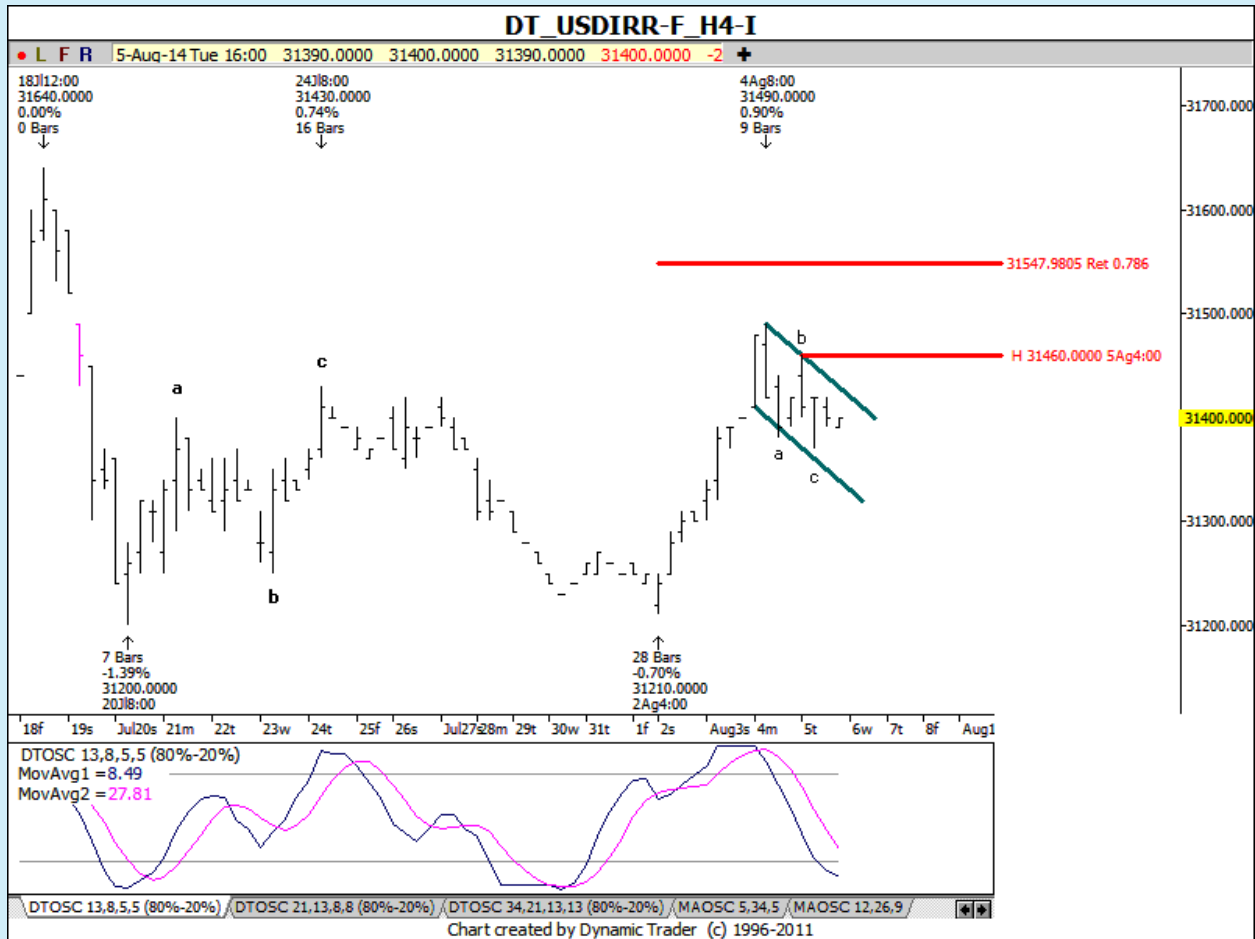 DT_USDIRR-F_H4-I
L F R 5-Aug-14 Tue 16:00 31390.0000 31400.0000 31390.0000 31400.0000 -2
18Jl12:00
31640.0000
0.00%
0 Bars
24Jl8:00
31430.0000
0.74%
16 Bars
4Ag8:00
31490.0000
0.90%
9 Bars
31700.000
31600.000
31547.9805 Ret 0.786
31500.000
b
H 31460.0000 5Ag4:00
c
a
31400.000
a
c
31300.000
b
31200.000
7 Bars
-1.39%
31200.0000
20Jl8:00
28 Bars
-0.70%
31210.0000
2Ag4:00
18f 19s Jul20s 21m 22t 23w 24t 25f 26s Jul27s 28m 29t 30w 31t 1f 2s Aug3s 4m 5t 6w 7t 8f Aug1
DTOSC 13,8,5,5 (80%-20%)
MovAvg1 =8.49
MovAvg2 =27.81
DTOSC 13,8,5,5 (80%-20%) DTOSC 21,13,8,8 (80%-20%) DTOSC 34,21,13,13 (80%-20%) MAOSC 5,34,5 MAOSC 12,26,9
Chart created by Dynamic Trader (c) 1996-2011